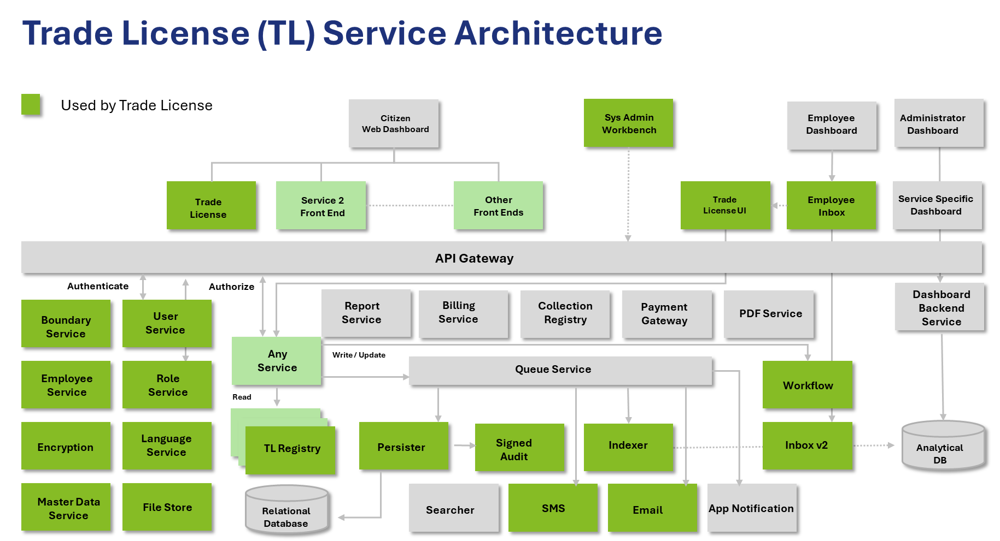 Trade License (TL) Service Architecture
Used by Trade License
Citizen
Web Dashboard
Sys Admin
Workbench
Employee
Dashboard
Administrator
Dashboard
Trade
License
Service 2
Front End
Other
Front Ends
Trade
License UI
Employee
Inbox
Service Specific
Dashboard
API Gateway
Authenticate
Authorize
Boundary
Service
User
Service
Report
Service
Billing
Service
Collection
Registry
Payment
Gateway
PDF Service
Dashboard
Backend
Service
Any
Service
Write / Update
Queue Service
Employee
Service
Role
Service
Read
Workflow
Encryption
Language
Service
TL Registry
Persister
Signed
Audit
Indexer
Inbox v2
Analytical
DB
Master Data
Service
File Store
Relational
Database
Searcher
SMS
Email
App Notification